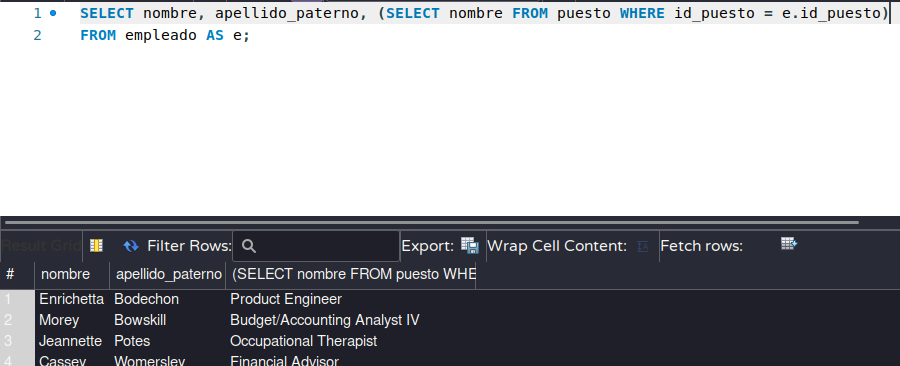 1 SELECT nombre, apellido_paterno, (SELECT nombre FROM puesto WHERE id_puesto = e.id_puesto)
2 FROM empleado AS e;
Result Grid Filter Rows: Export: Wrap Cell Content: Fetch rows:
# nombre apellido_paterno (SELECT nombre FROM puesto WHE
1 Enrichetta Bodechon Product Engineer
2 Morey Bowskill Budget/Accounting Analyst IV
3 Jeannette Potes Occupational Therapist
4 Cassey Womersley Financial Advisor